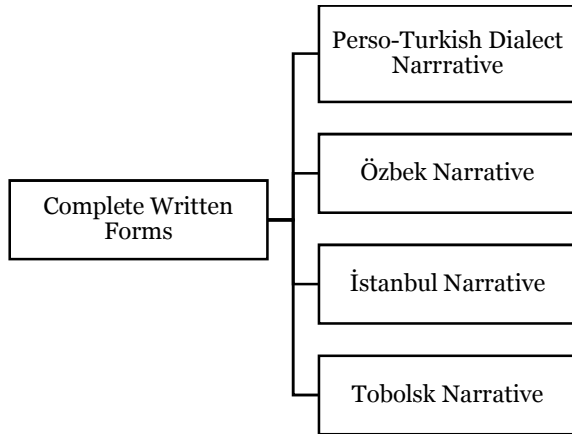 Perso-Turkish Dialect
Narrrative
Özbek Narrative
Complete Written
Forms
İstanbul Narrative
Tobolsk Narrative